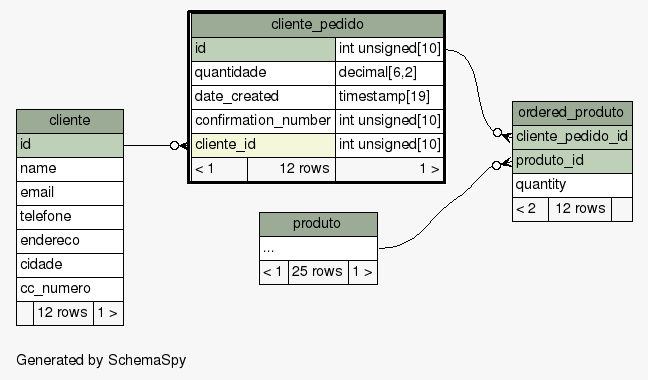 cliente_pedido
id int unsigned[10]
quantidade decimal[6,2]
date_created timestamp[19]
confirmation_number int unsigned[10]
cliente_id int unsigned[10]
< 1 12 rows 1 >
cliente
id
name
email
telefone
endereco
cidade
cc_numero
12 rows 1 >
ordered_produto
cliente_pedido_id
produto_id
quantity
< 2 12 rows
produto
...
< 1 25 rows 1 >
Generated by SchemaSpy